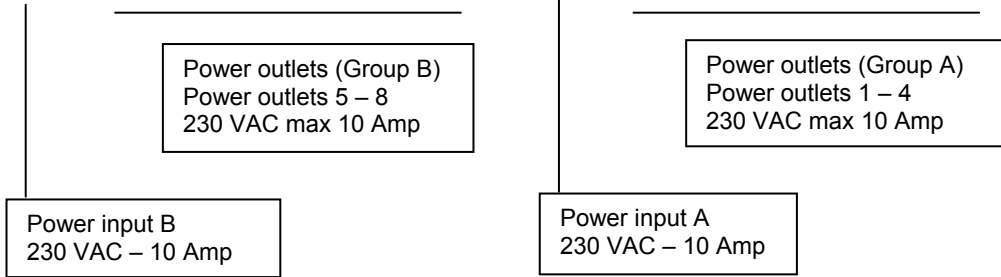 Power outlets (Group B)
Power outlets 5 – 8
230 VAC max 10 Amp
Power outlets (Group A)
Power outlets 1 – 4
230 VAC max 10 Amp
Power input B
230 VAC – 10 Amp
Power input A
230 VAC – 10 Amp